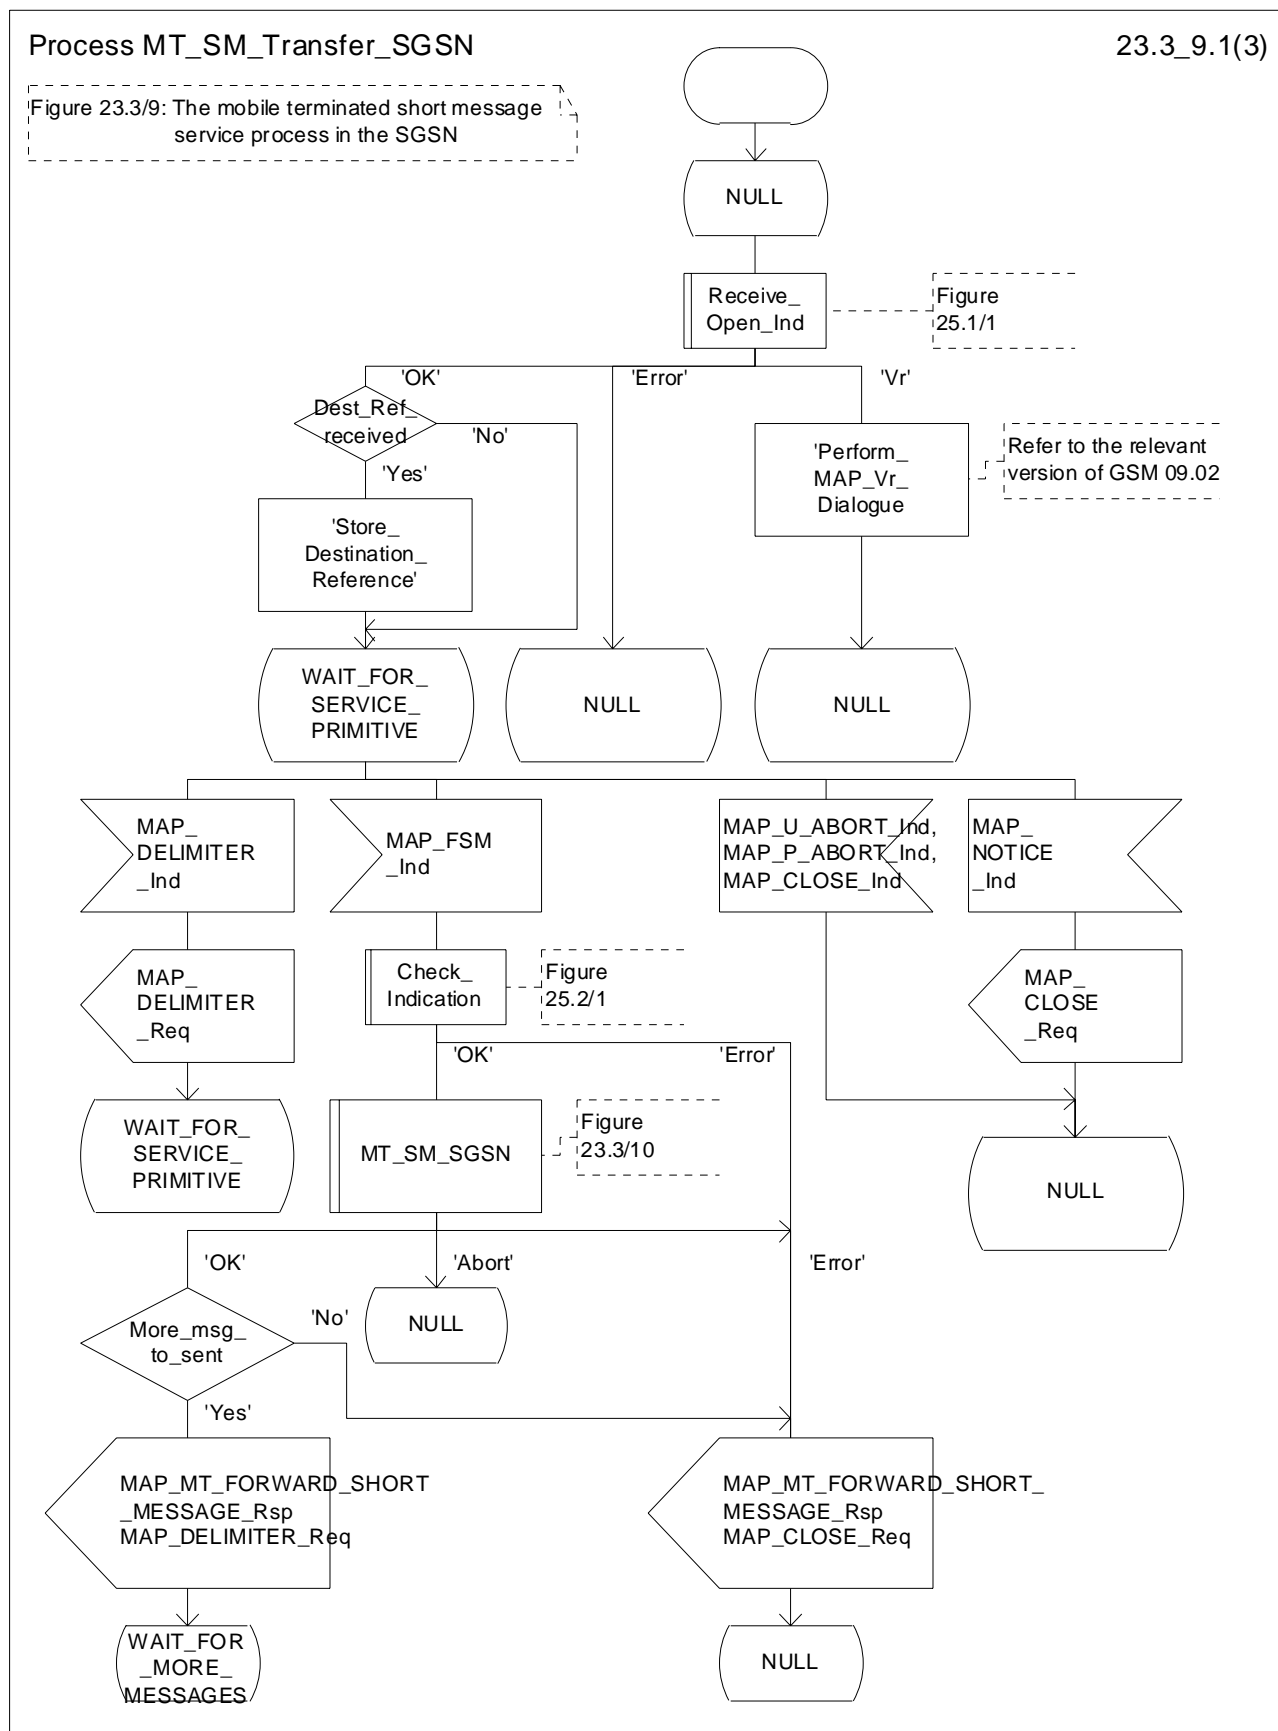 Process MT_SM_Transfer_SGSN
23.3_9.1(3)
Figure 23.3/9: The mobile terminated short message
service process in the SGSN
NULL
Receive_
Open_Ind
Figure
25.1/1
'OK'
'Error'
'Vr'
Dest_Ref_
received
'No'
'Yes'
'Perform_
MAP_Vr_
Dialogue
Refer to the relevant
version of GSM 09.02
'Store_
Destination_
Reference'
WAIT_FOR_
SERVICE_
PRIMITIVE
NULL
NULL
MAP_
DELIMITER
_Ind
MAP_FSM
_Ind
MAP_U_ABORT_Ind,
MAP_P_ABORT_Ind,
MAP_CLOSE_Ind
MAP_
NOTICE
_Ind
MAP_
DELIMITER
_Req
Check_
Indication
Figure
25.2/1
MAP_
CLOSE
_Req
'OK'
'Error'
WAIT_FOR_
SERVICE_
PRIMITIVE
MT_SM_SGSN
Figure
23.3/10
NULL
'OK'
'Abort'
'Error'
More_msg_
to_sent
'No'
NULL
'Yes'
MAP_MT_FORWARD_SHORT
_MESSAGE_Rsp
MAP_DELIMITER_Req
MAP_MT_FORWARD_SHORT_
MESSAGE_Rsp
MAP_CLOSE_Req
WAIT_FOR
_MORE_
MESSAGES
NULL